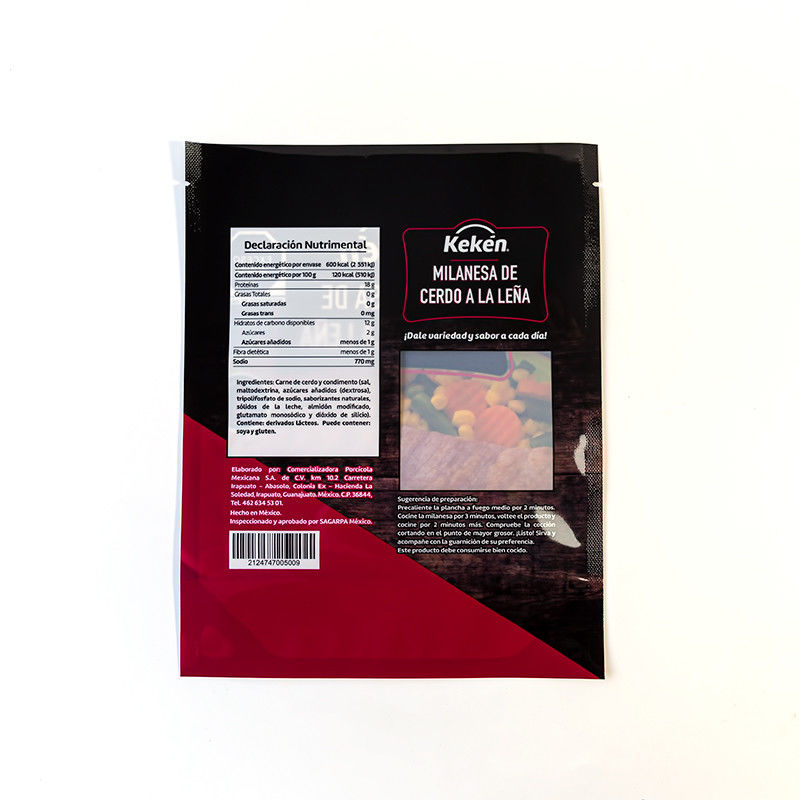 Declaración Nutrimental
Contenido energético por envase 600 kcal (2 551 kJ)
Contenido energético por 100 g 120 kcal (510 kJ)
Proteínas 18 g
Grasas Totales 0 g
Grasas saturadas 0 g
Grasas trans 0 mg
Hidratos de carbono disponibles 12 g
Azúcares 2 g
Azúcares añadidos menos de 1 g
Fibra dietética menos de 1 g
Sodio 770 mg
Ingredientes: Carne de cerdo y condimento (sal,
maltodextrina, azúcares añadidos (dextrosa),
tripolifosfato de sodio, saborizantes naturales,
sólidos de la leche, almidón modificado,
glutamato monosódico y dióxido de silicio).
Contiene: derivados lácteos. Puede contener:
soya y gluten.
Elaborado por: Comercializadora Porcícola
Mexicana S.A. de C.V. km 10.2 Carretera
Irapuato – Abasolo, Colonia Ex – Hacienda La
Soledad, Irapuato, Guanajuato. México. C.P. 36844,
Tel. 462 634 53 01.
Hecho en México.
Inspeccionado y aprobado por SAGARPA México.
2124747005009
Kekén
MILANESA DE
CERDO A LA LEÑA
¡Dale variedad y sabor a cada día!
Sugerencia de preparación:
Precaliente la plancha a fuego medio por 2 minutos.
Cocine la milanesa por 3 minutos, voltee el producto y
cocine por 2 minutos más. Compruebe la cocción
cortando en el punto de mayor grosor. ¡Listo! Sirva y
acompañe con la guarnición de su preferencia.
Este producto debe consumirse bien cocido.